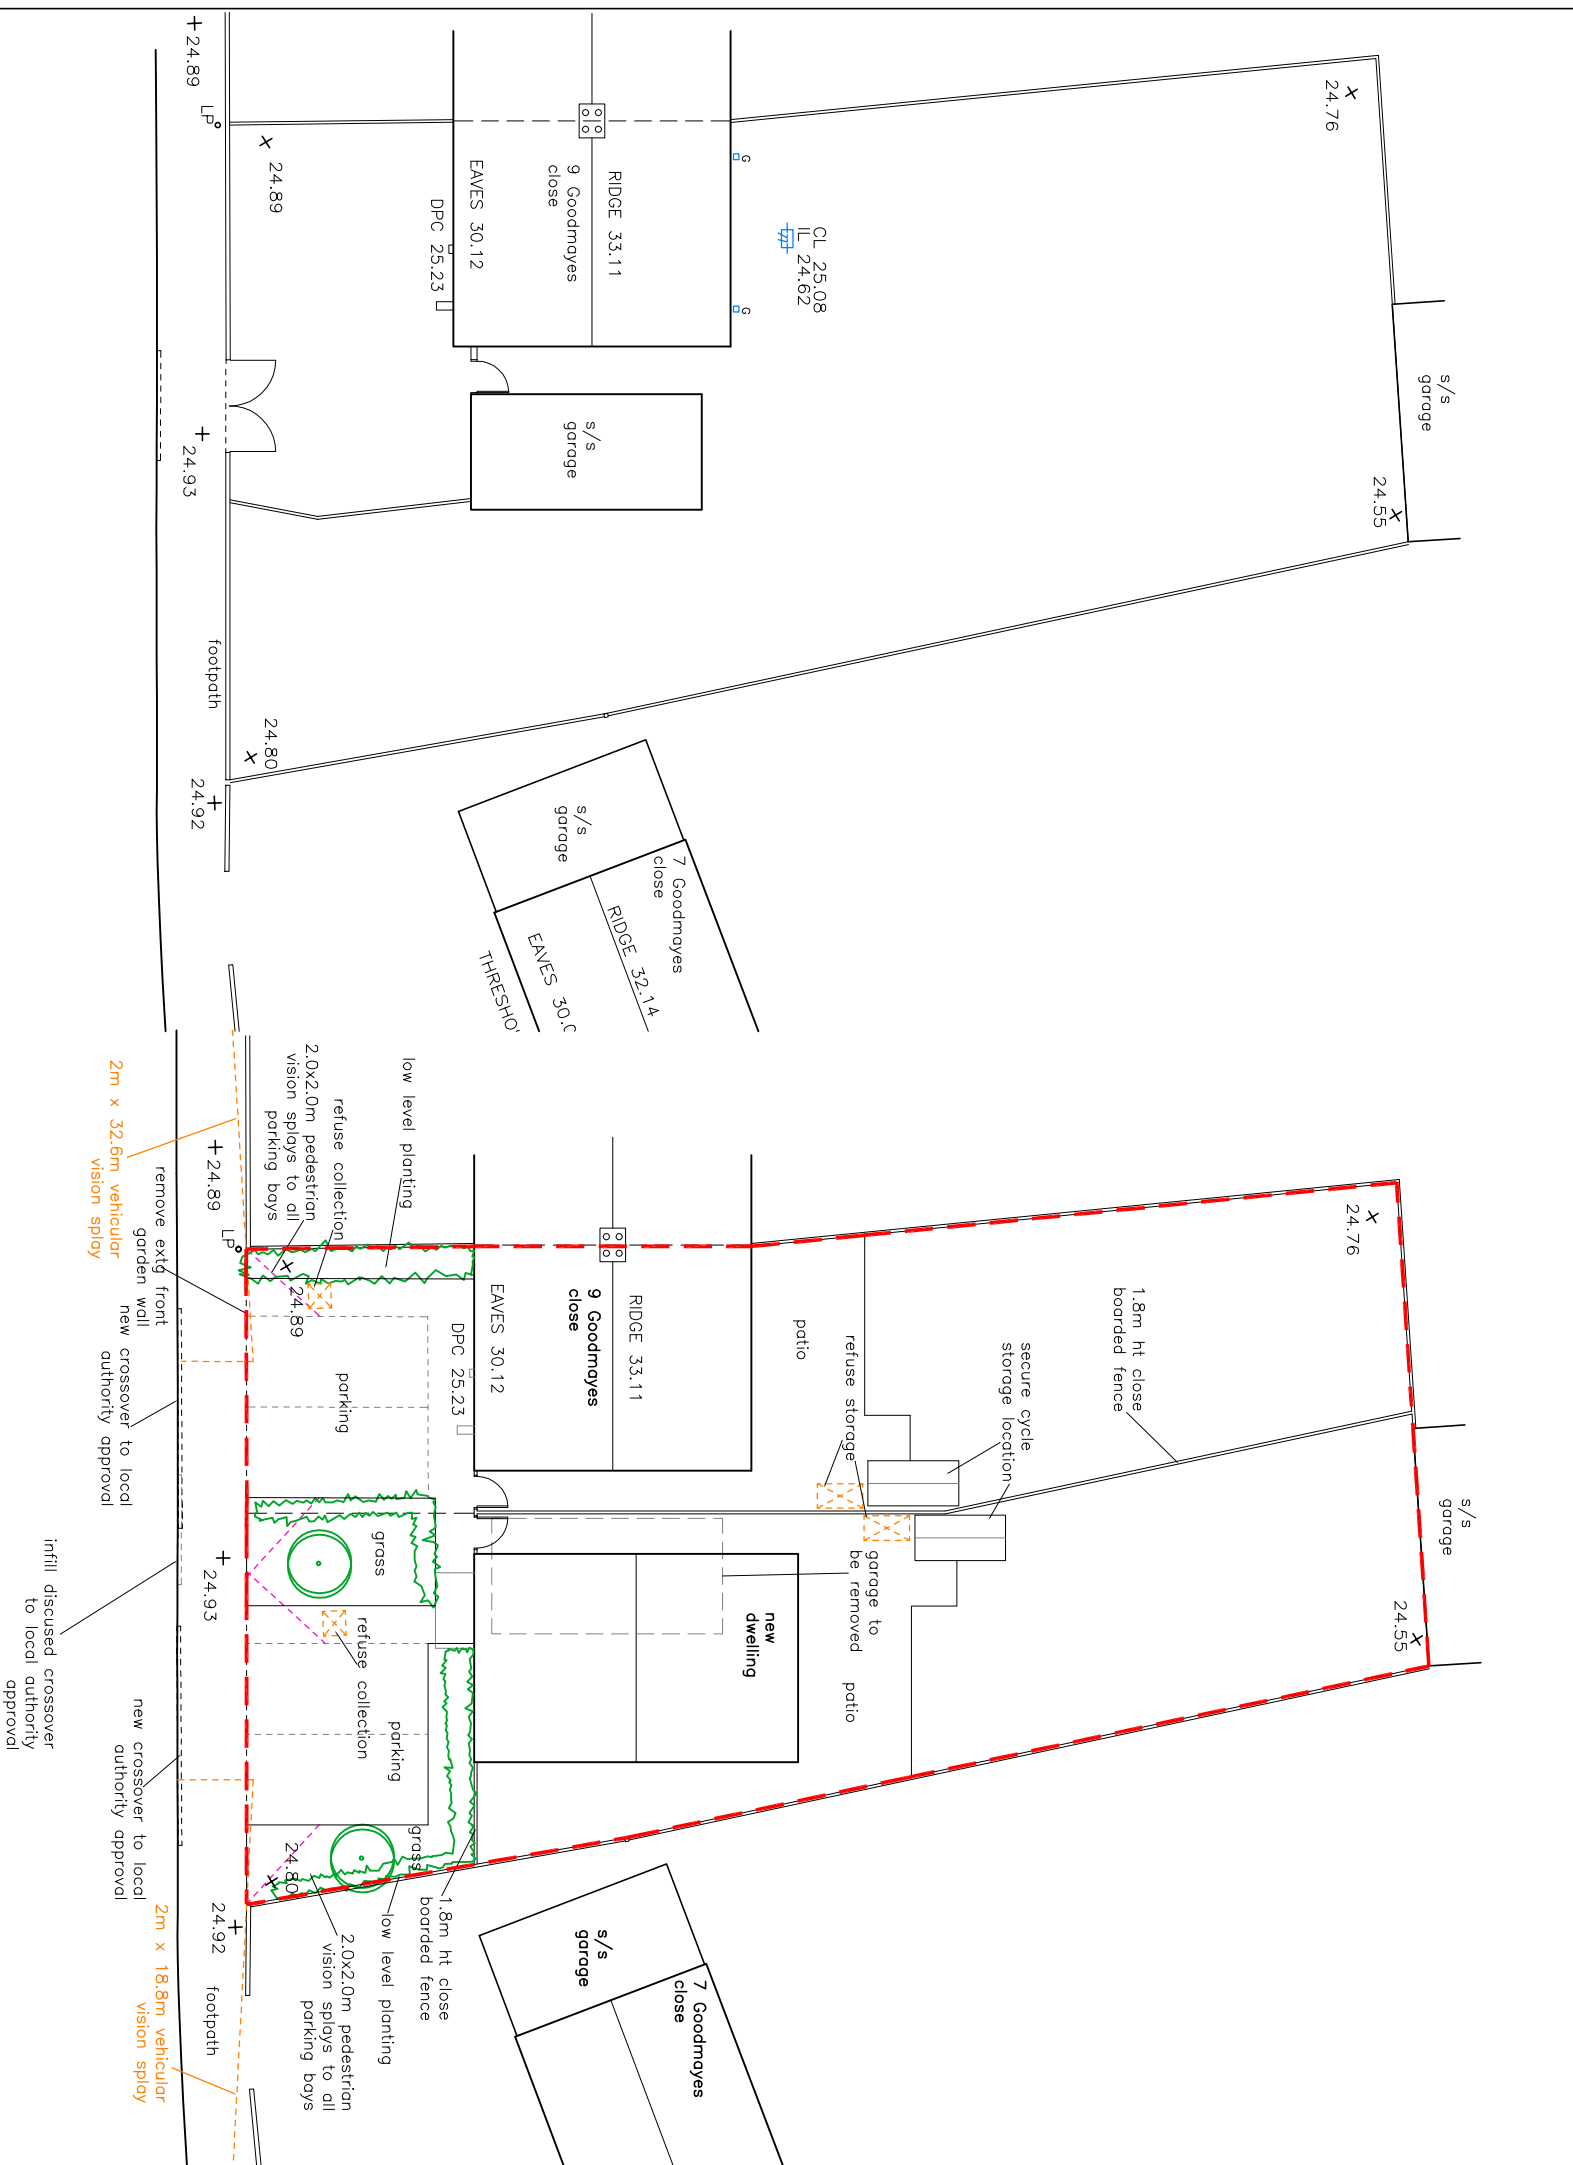 24.89
LP
24.89
EAVES 30.12
DPC 25.23
9 Goodmayes
close
RIDGE 33.11
G
G
CL 25.08
IL 24.62
24.76
s/s
garage
24.55
s/s
garage
24.93
footpath
24.80
24.92
s/s
garage
7 Goodmayes
close
RIDGE 32.14
EAVES 30.0
THRESHO
2m x 32.6m vehicular
vision splay
remove extg front
garden wall
24.89
LP
2.0x2.0m pedestrian
vision splays to all
parking bays
refuse collection
low level planting
24.89
parking
EAVES 30.12
DPC 25.23
9 Goodmayes
close
RIDGE 33.11
patio
refuse storage
secure cycle
storage location
1.8m ht close
boarded fence
24.76
s/s
garage
24.55
new crossover to local
authority approval
infill discused crossover
to local authority
approval
24.93
grass
refuse collection
parking
new
dwelling
garage to
be removed
patio
new crossover to local
authority approval
24.80
grass
1.8m ht close
boarded fence
low level planting
2.0x2.0m pedestrian
vision splays to all
parking bays
24.92
footpath
2m x 18.8m vehicular
vision splay
s/s
garage
7 Goodmayes
close